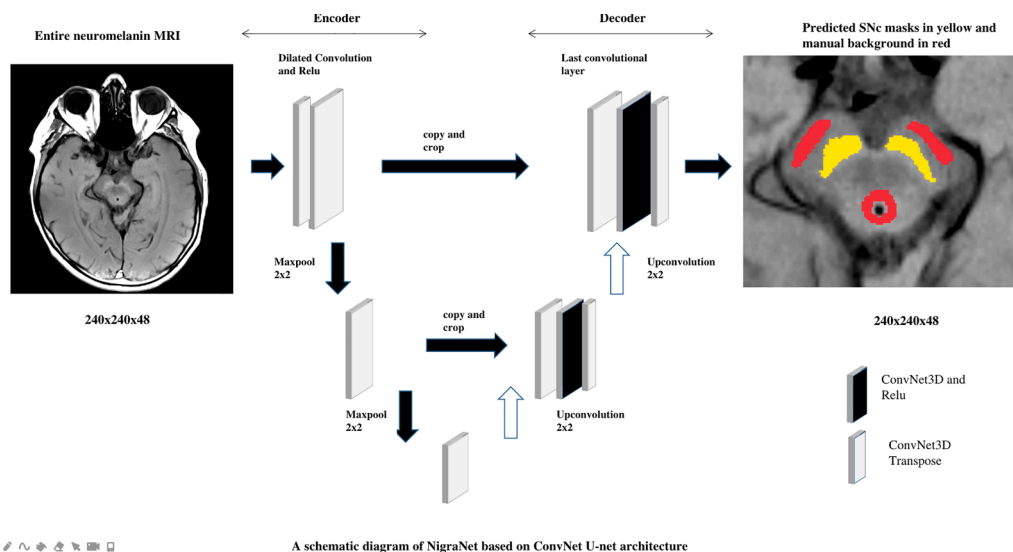 Encoder
Decoder
Entire neuromelanin MRI
Predicted SNc masks in yellow and
manual background in red
Dilated Convolution
and Relu
Last convolutional
layer
copy and
crop
Maxpool
2x2
Upconvolution
2x2
240x240x48
240x240x48
copy and
crop
Maxpool
2x2
Upconvolution
2x2
ConvNet3D and
Relu
ConvNet3D
Transpose
A schematic diagram of NigraNet based on ConvNet U-net architecture